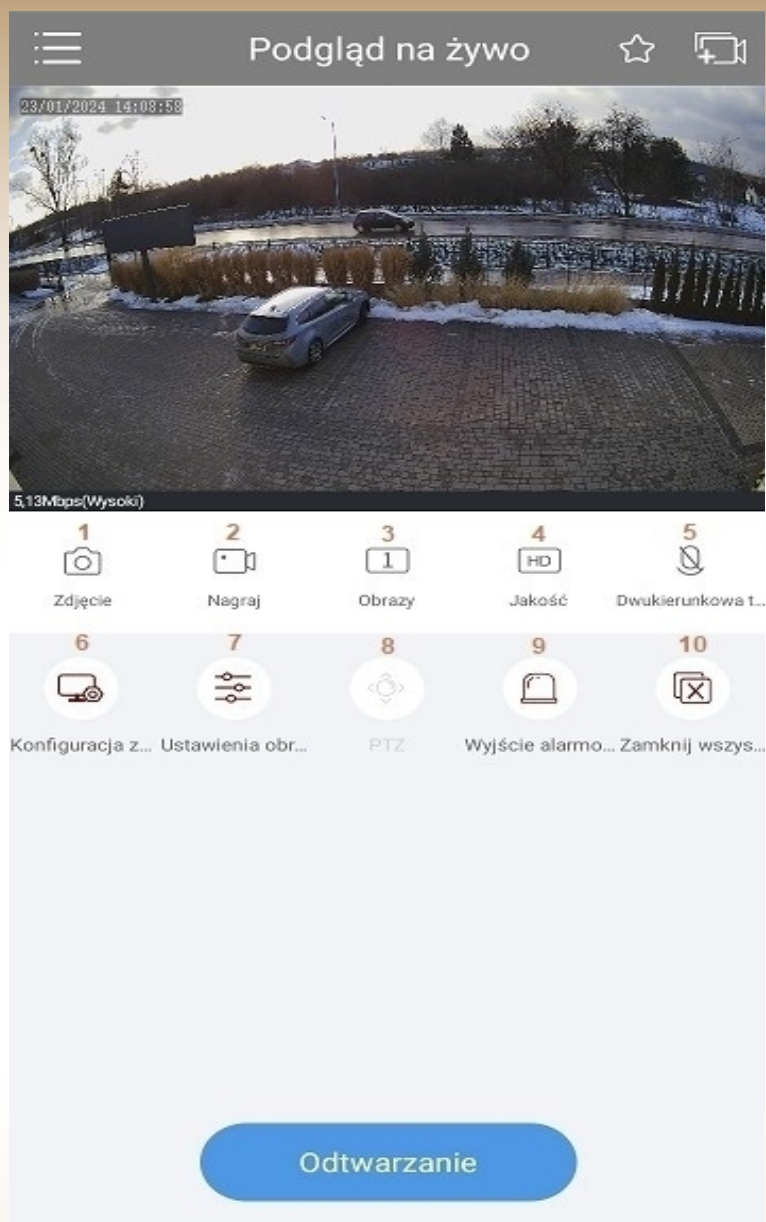 Podgląd na żywo
23/01/2024 14:08:58
5,13Mbps(Wysoki)
1 2 3 4 5
1 HD
Zdjęcie Nagraj Obrazy Jakość Dwukierunkowa t...
6 7 8 9 10
Konfiguracja z... Ustawienia obr... PTZ Wyjście alarmo... Zamknij wszys...
Odtwarzanie